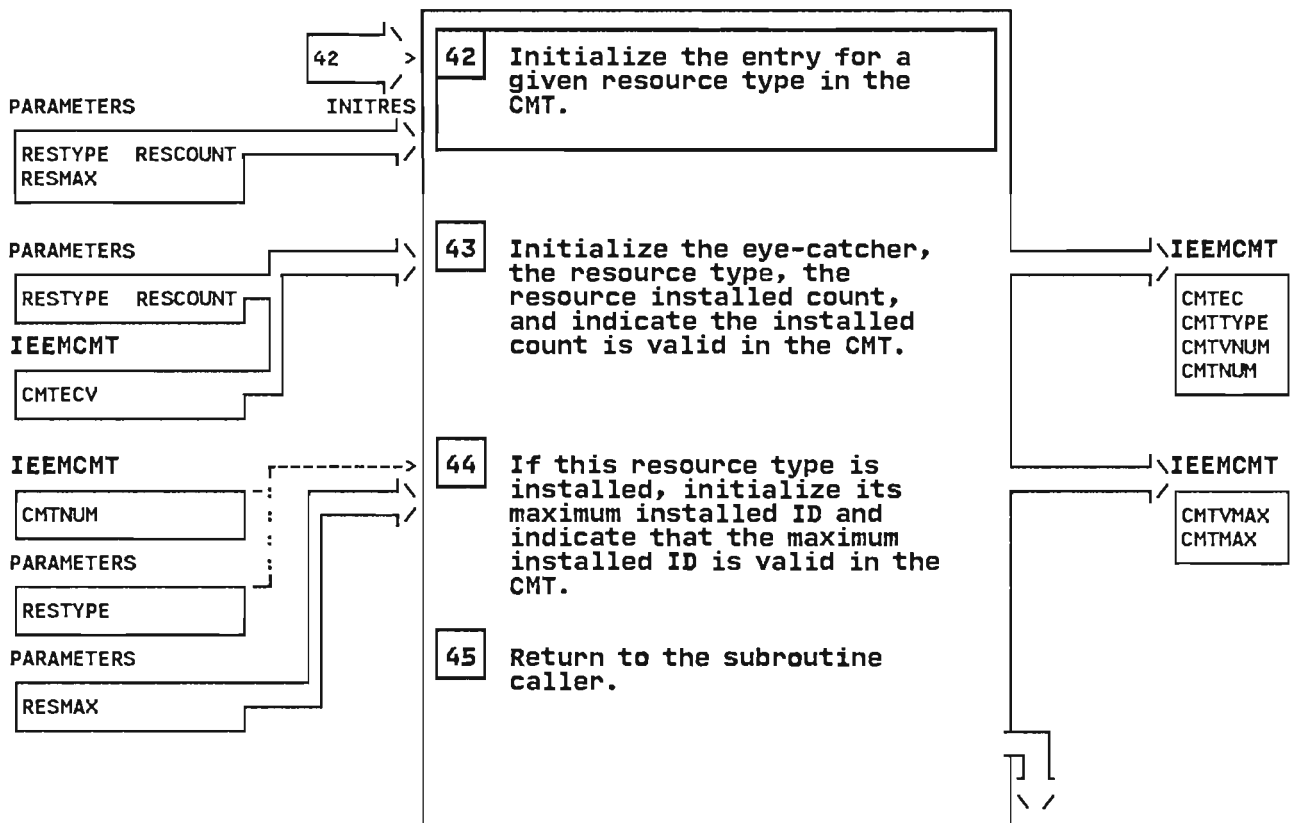 42
42 Initialize the entry for a
given resource type in the
CMT.
PARAMETERS INITRES
RESTYPE RESCOUNT
RESMAX
PARAMETERS
RESTYPE RESCOUNT
IEEMCMT
CMTECV
43 Initialize the eye-catcher,
the resource type, the
resource installed count,
and indicate the installed
count is valid in the CMT.
IEEMCMT
CMTEC
CMTTYPE
CMTVNUM
CMTNUM
IEEMCMT
CMTNUM
PARAMETERS
RESTYPE
PARAMETERS
RESMAX
44 If this resource type is
installed, initialize its
maximum installed ID and
indicate that the maximum
installed ID is valid in the
CMT.
IEEMCMT
CMTVMAX
CMTMAX
45 Return to the subroutine
caller.